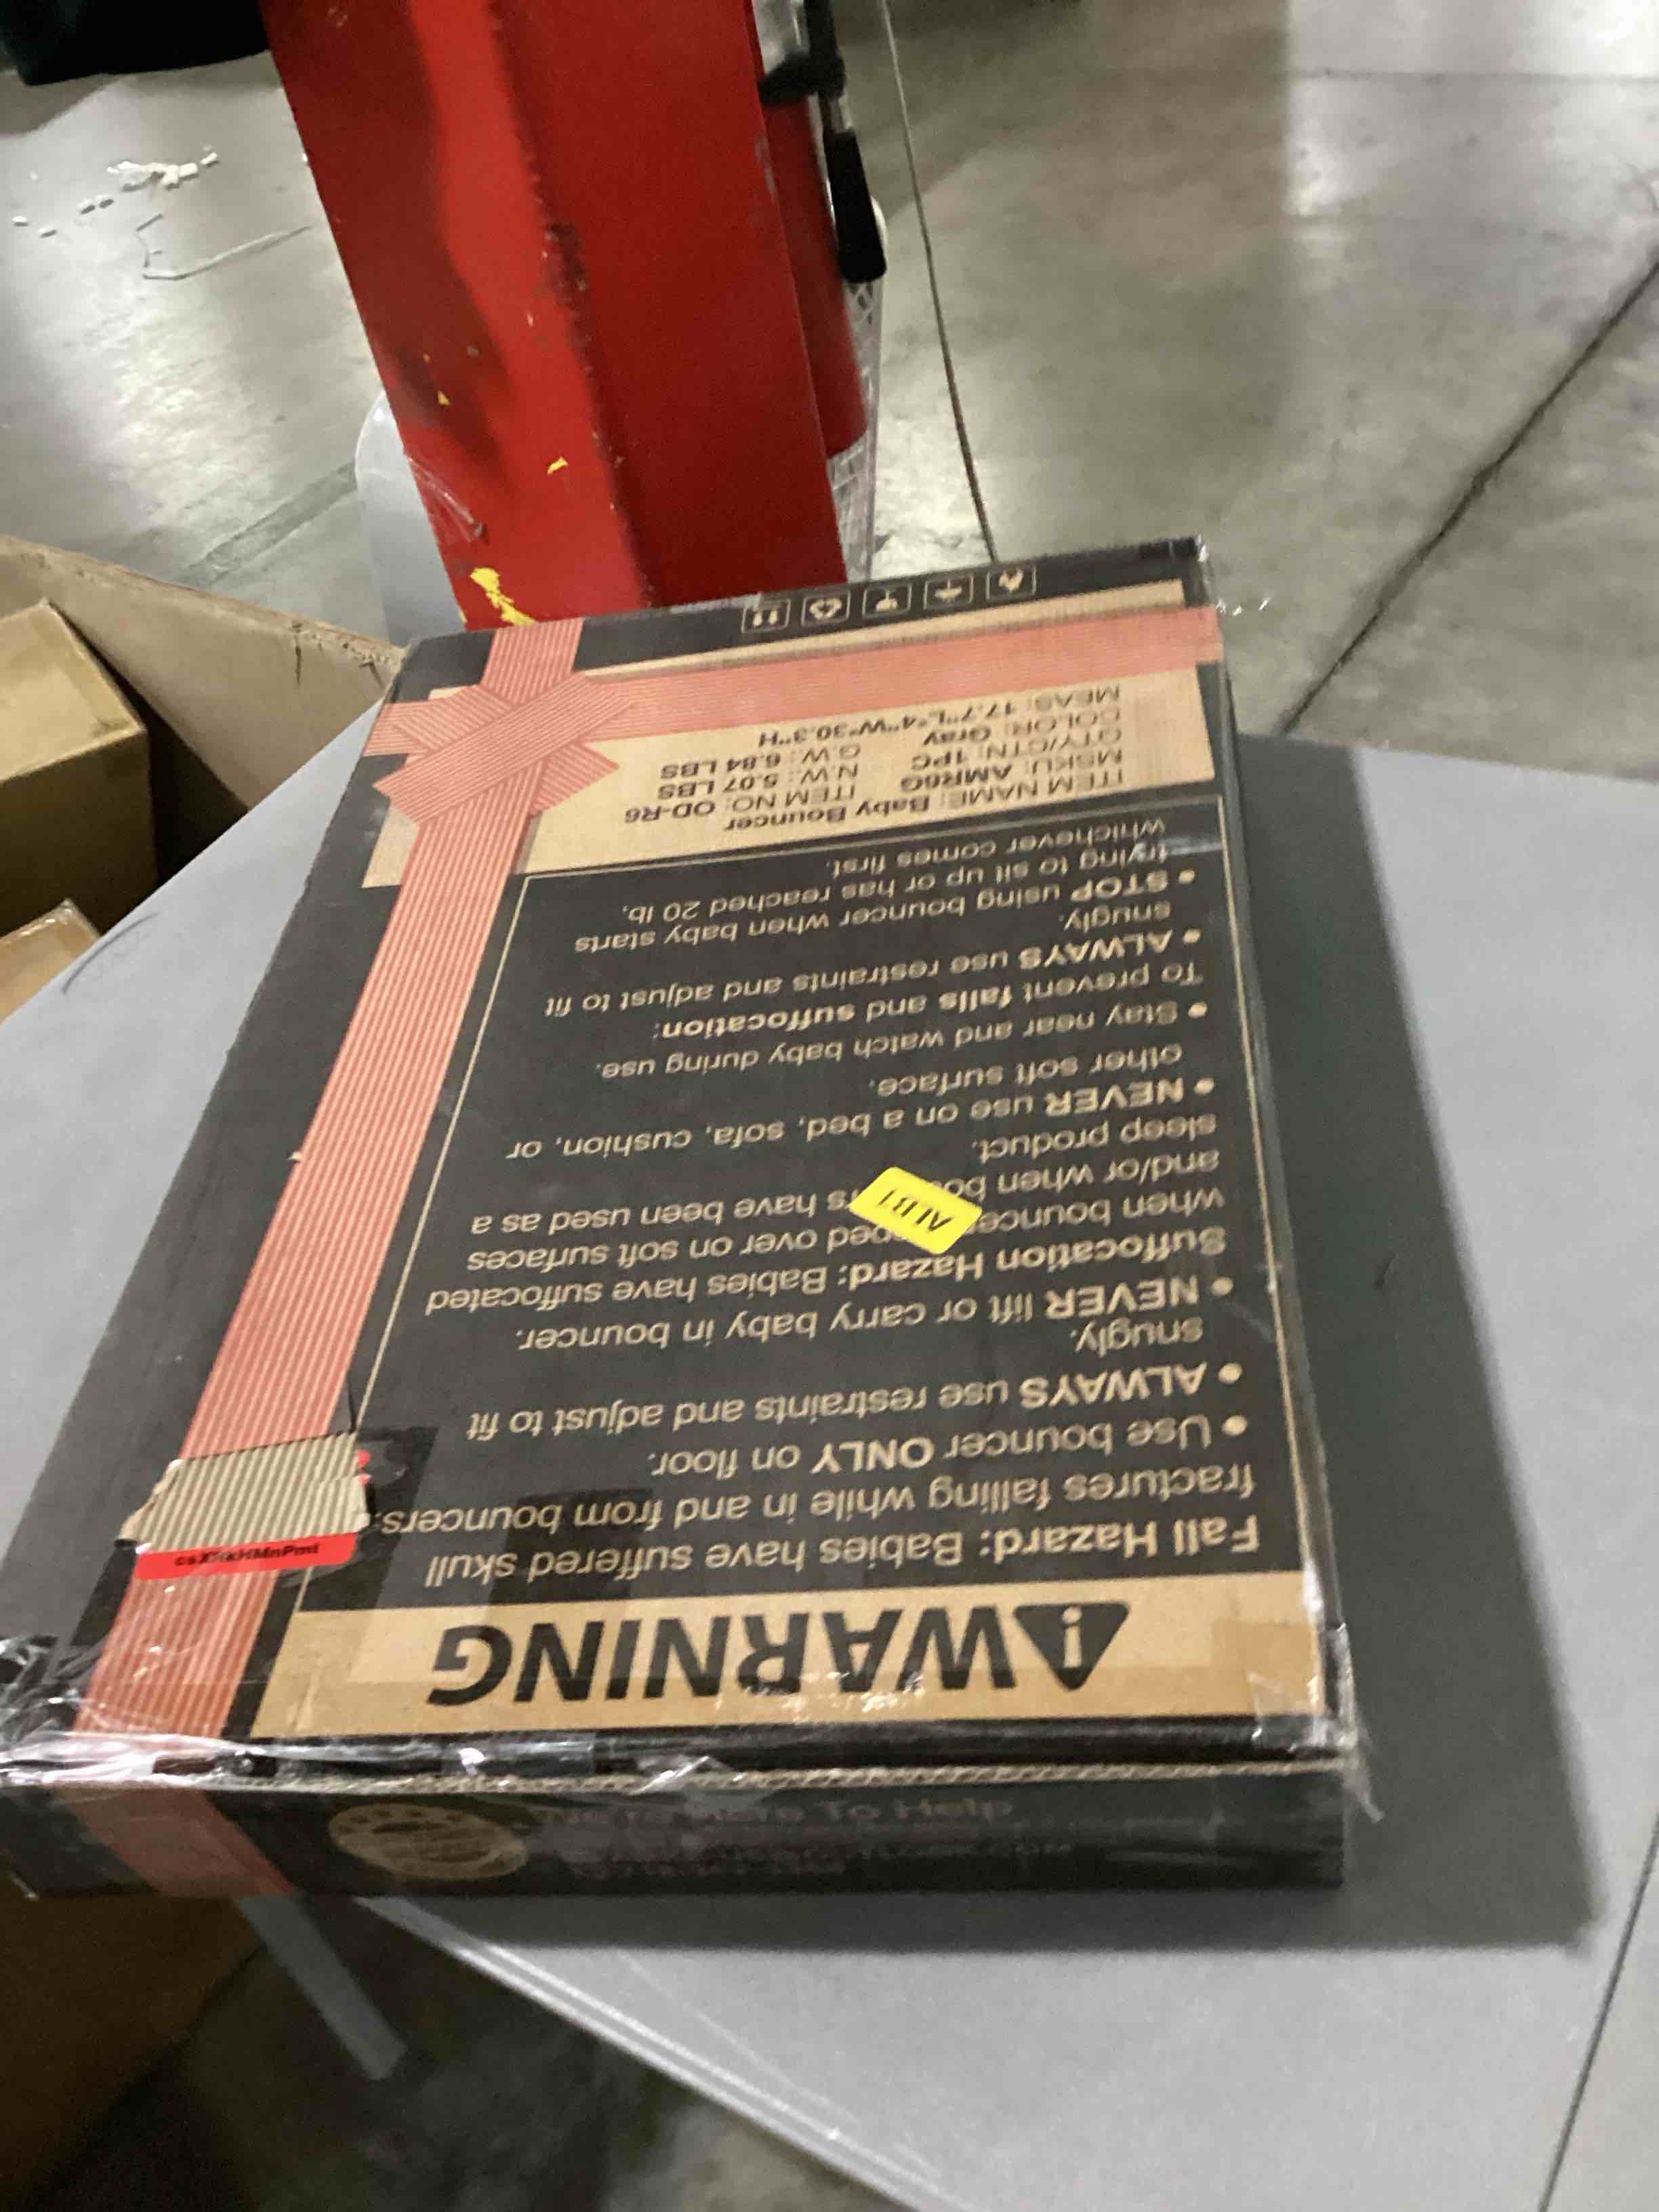 WARNING
Fall Hazard: Babies have suffered skull
fractures falling while in and from bouncers.
• Use bouncer ONLY on floor.
• ALWAYS use restraints and adjust to fit
snugly.
• NEVER lift or carry baby in bouncer.
Suffocation Hazard: Babies have suffocated
when bouncers over on soft surfaces
and/or when have been used as a
sleep product.
• NEVER use on a bed, sofa, cushion, or
other soft surface.
• Stay near and watch baby during use.
To prevent falls and suffocation:
• ALWAYS use restraints and adjust to fit
snugly.
• STOP using bouncer when baby starts
trying to sit up or has reached 20 lb,
whichever comes first.
ITEM NAME: Baby Bouncer
MSKU: AMR6G ITEM NO: OD-R6
QTY/CTN: 1PC N.W.: 5.07 LBS
COLOR: Gray G.W.: 6.84 LBS
MEAS: 17.7"L*4"W*30.3"H
ALB1
We're Here To Help